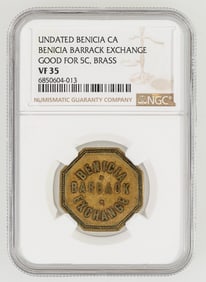 UNDATED BENICIA CA
BENICIA BARRACK EXCHANGE
GOOD FOR 5C, BRASS
VF 35
6850604-013
NUMISMATIC GUARANTY COMPANY
NGC
BENICIA
BARRACK
EXCHANGE